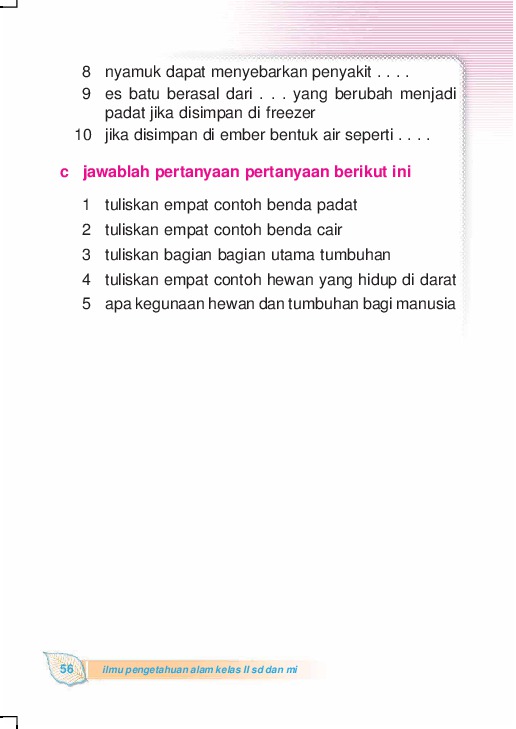 8 nyamuk dapat menyebarkan penyakit . . . .
9 es batu berasal dari . . . yang berubah menjadi
padat jika disimpan di freezer
10 jika disimpan di ember bentuk air seperti . . . .
c jawablah pertanyaan pertanyaan berikut ini
1 tuliskan empat contoh benda padat
2 tuliskan empat contoh benda cair
3 tuliskan bagian bagian utama tumbuhan
4 tuliskan empat contoh hewan yang hidup di darat
5 apa kegunaan hewan dan tumbuhan bagi manusia
56 ilmu pengetahuan alam kelas II sd dan mi